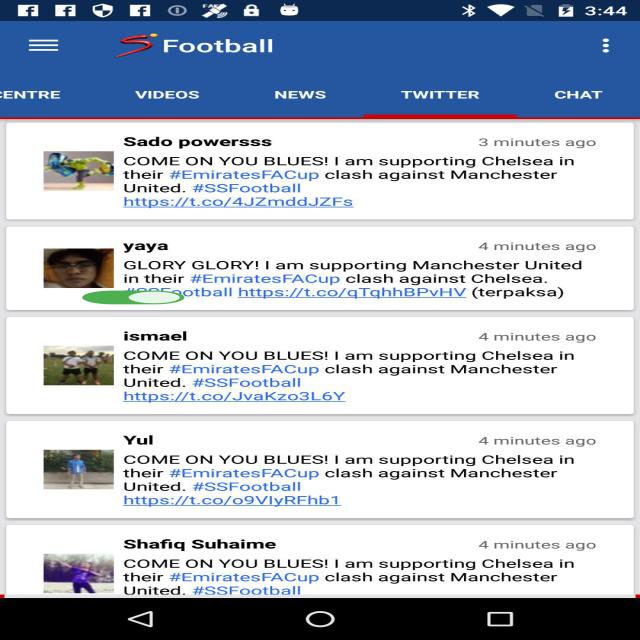 3:44
Football
CENTRE VIDEOS NEWS TWITTER CHAT
Sado powersss 3 minutes ago
COME ON YOU BLUES! I am supporting Chelsea in
their #EmiratesFACup clash against Manchester
United. #SSFootball
https://t.co/4JZmddJZFs
yaya 4 minutes ago
GLORY GLORY! I am supporting Manchester United
in their #EmiratesFACup clash against Chelsea.
#SSFootball https://t.co/qTqhhBPvHV (terpaksa)
ismael 4 minutes ago
COME ON YOU BLUES! I am supporting Chelsea in
their #EmiratesFACup clash against Manchester
United. #SSFootball
https://t.co/JvaKzo3L6Y
Yul 4 minutes ago
COME ON YOU BLUES! I am supporting Chelsea in
their #EmiratesFACup clash against Manchester
United. #SSFootball
https://t.co/o9VIyRFhb1
Shafiq Suhaime 4 minutes ago
COME ON YOU BLUES! I am supporting Chelsea in
their #EmiratesFACup clash against Manchester
United. #SSFootball